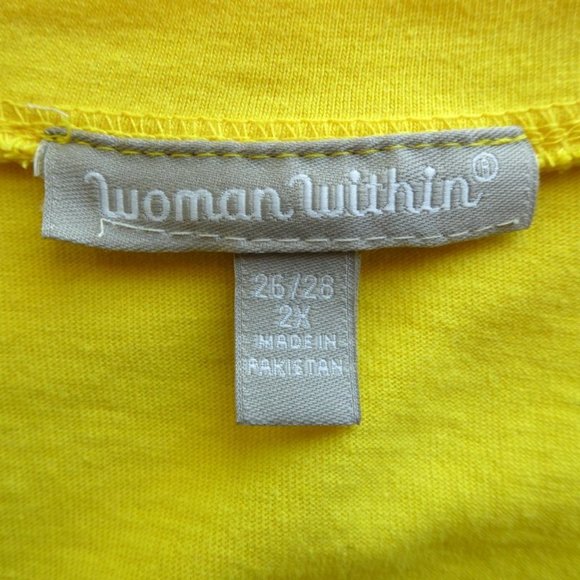 Woman Within®
26/28
2X
MADE IN
PAKISTAN